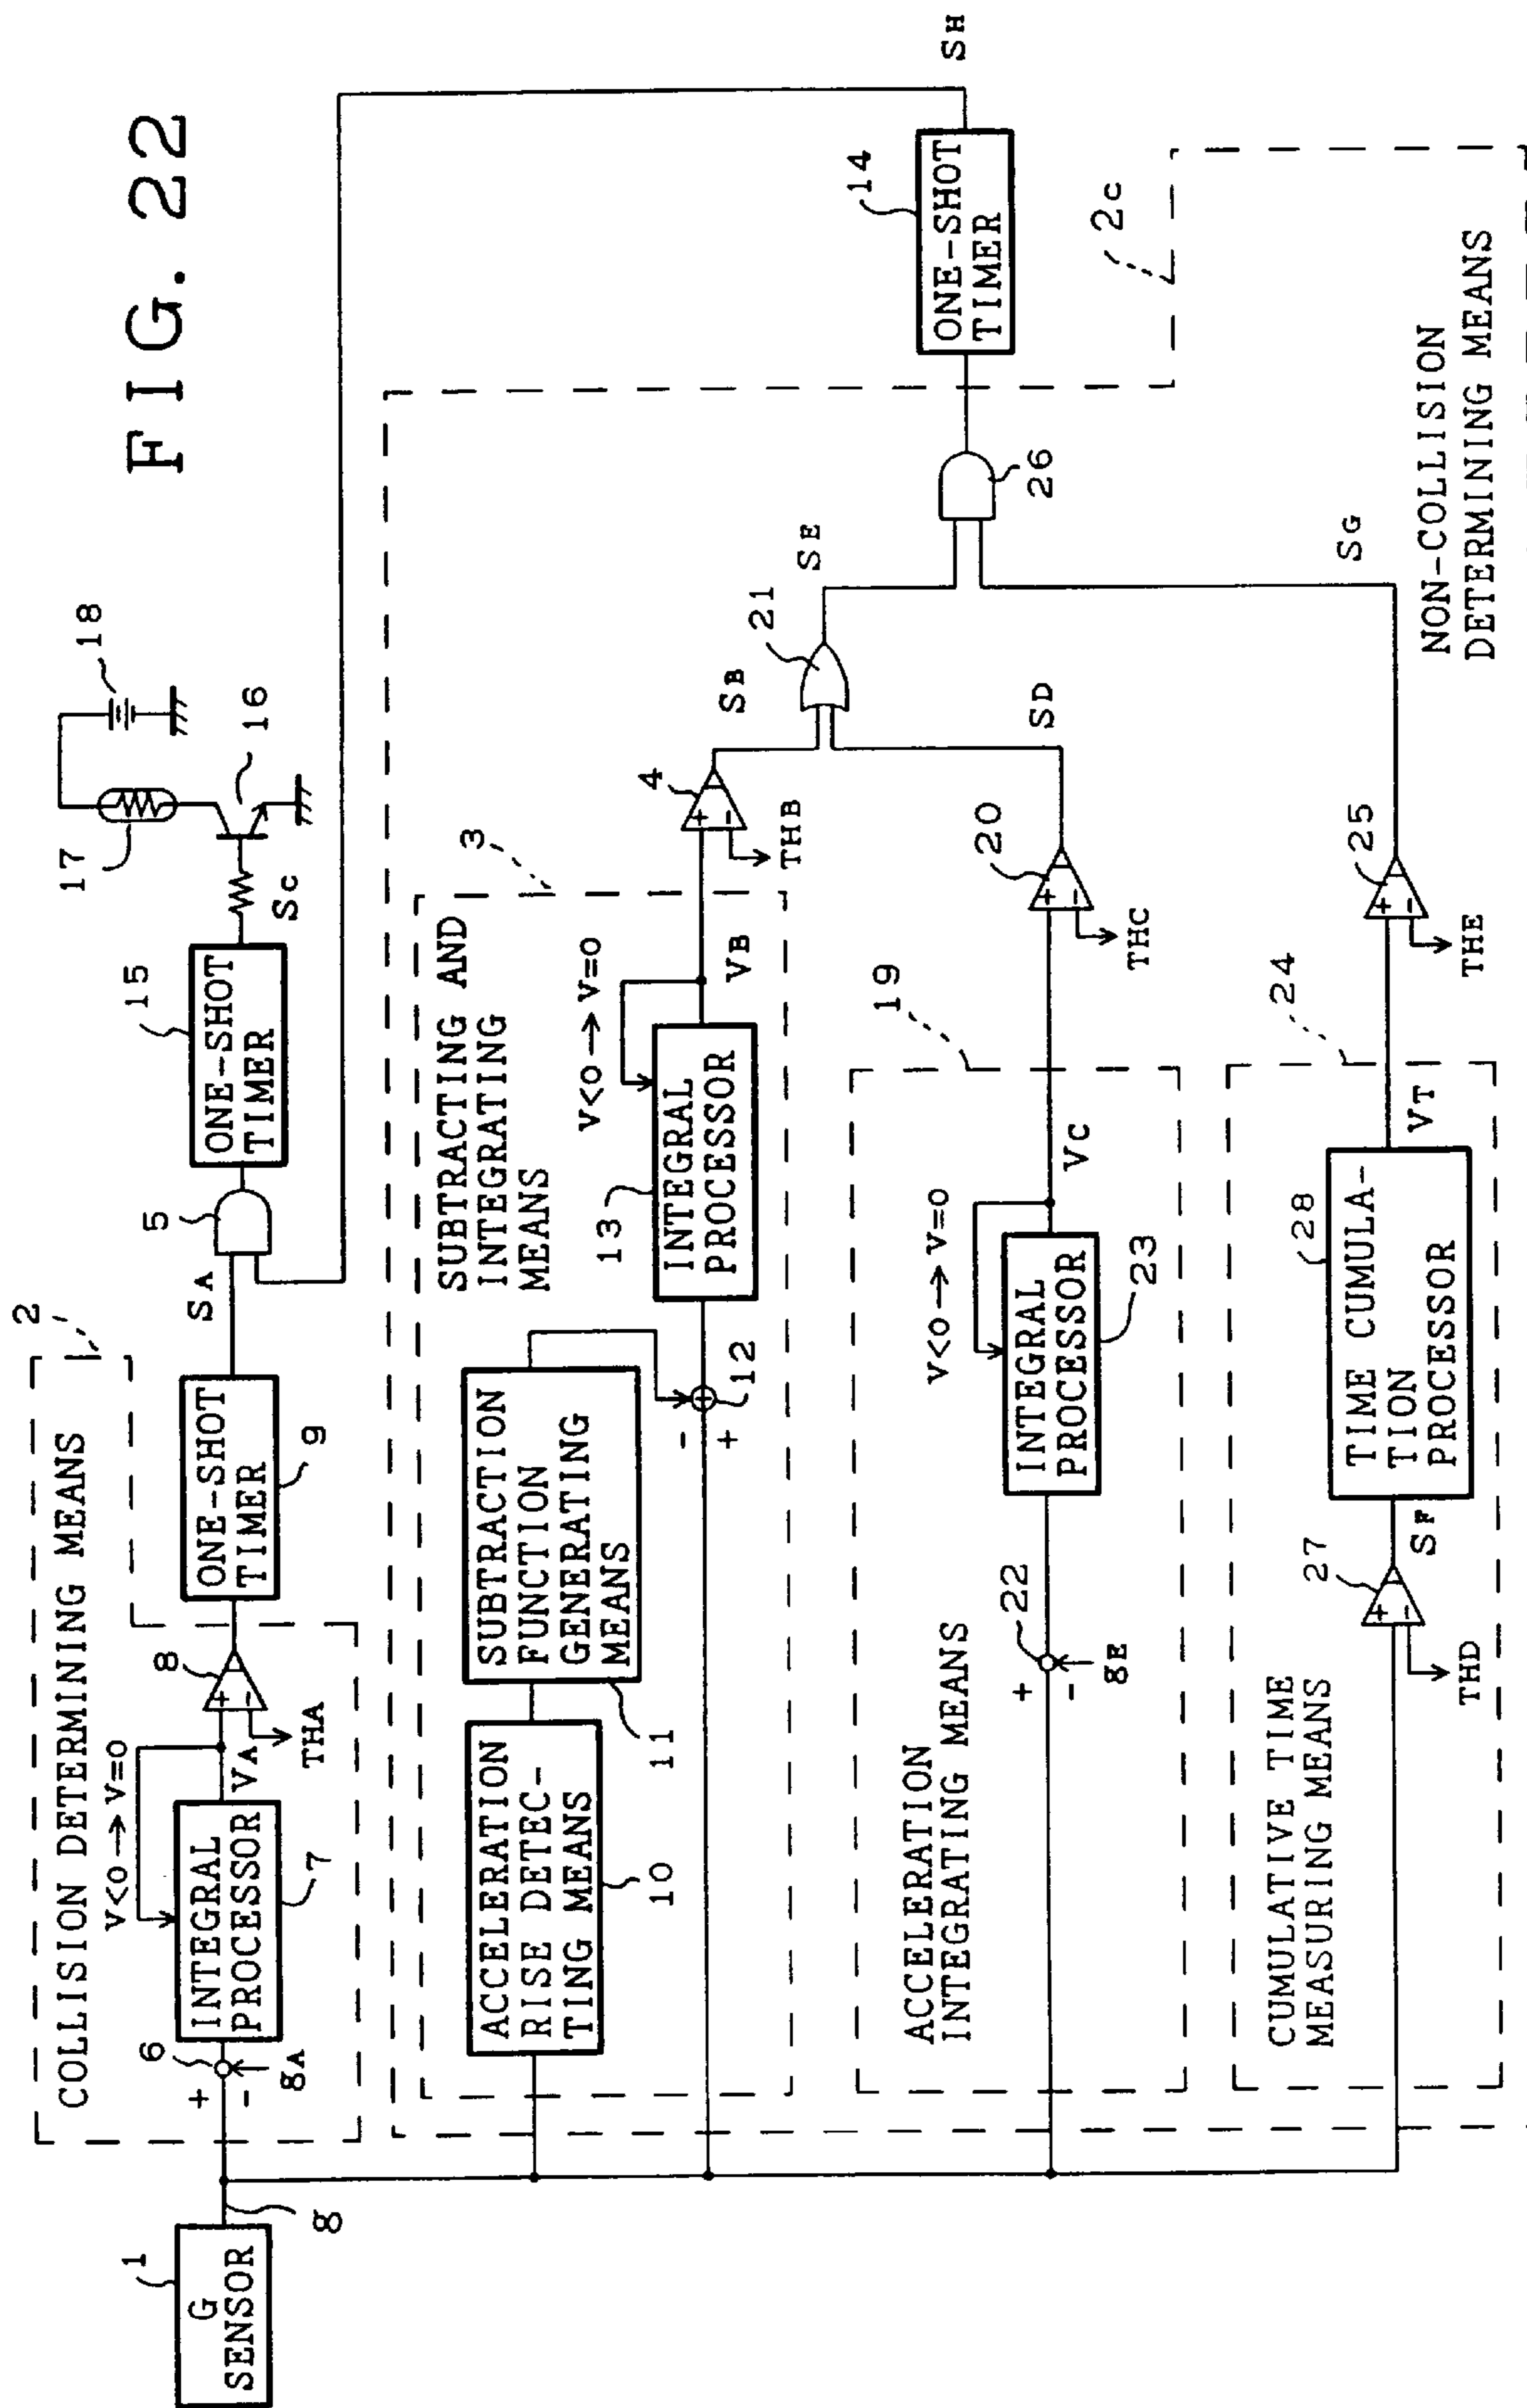 FIG. 22
1
G
SENSOR
g
COLLISION DETERMINING MEANS
2
6
+
-
gA
V<0→V=0
INTEGRAL
PROCESSOR
7
VA
8
+
-
THA
ONE-SHOT
TIMER
9
SA
5
15
ONE-SHOT
TIMER
SC
17
16
18
SUBTRACTING AND
INTEGRATING
MEANS
3
ACCELERATION
RISE DETEC-
TING MEANS
10
SUBTRACTION
FUNCTION
GENERATING
MEANS
11
-
+
12
V<0→V=0
13
INTEGRAL
PROCESSOR
VB
4
+
-
THB
SB
21
SE
ACCELERATION
INTEGRATING MEANS
19
+
-
22
gE
V<0→V=0
INTEGRAL
PROCESSOR
23
VC
20
+
-
THC
SD
CUMULATIVE TIME
MEASURING MEANS
24
27
+
-
THD
SF
28
TIME CUMULA-
TION
PROCESSOR
VT
25
+
-
THE
SG
26
14
ONE-SHOT
TIMER
SH
2c
NON-COLLISION
DETERMINING MEANS